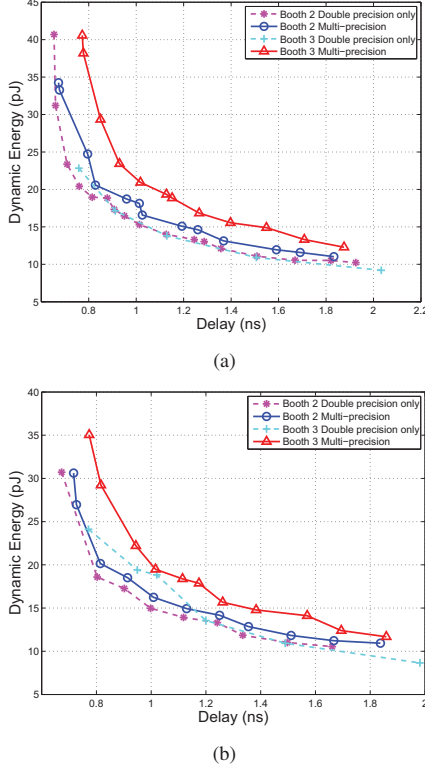 45
40
35
30
25
20
15
10
5
Dynamic Energy (pJ)
Booth 2 Double precision only
Booth 2 Multi−precision
Booth 3 Double precision only
Booth 3 Multi−precision
0.8 1 1.2 1.4 1.6 1.8 2 2.2
Delay (ns)
(a)
40
35
30
25
20
15
10
5
Dynamic Energy (pJ)
Booth 2 Double precision only
Booth 2 Multi−precision
Booth 3 Double precision only
Booth 3 Multi−precision
0.8 1 1.2 1.4 1.6 1.8 2
Delay (ns)
(b)